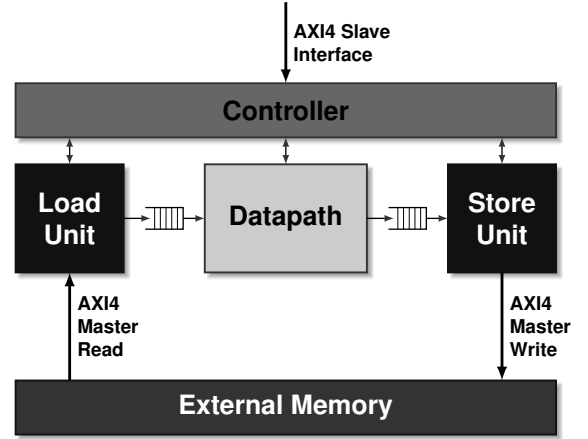 AXI4 Slave
Interface
Controller
Load
Unit
Datapath
Store
Unit
AXI4
Master
Read
AXI4
Master
Write
External Memory